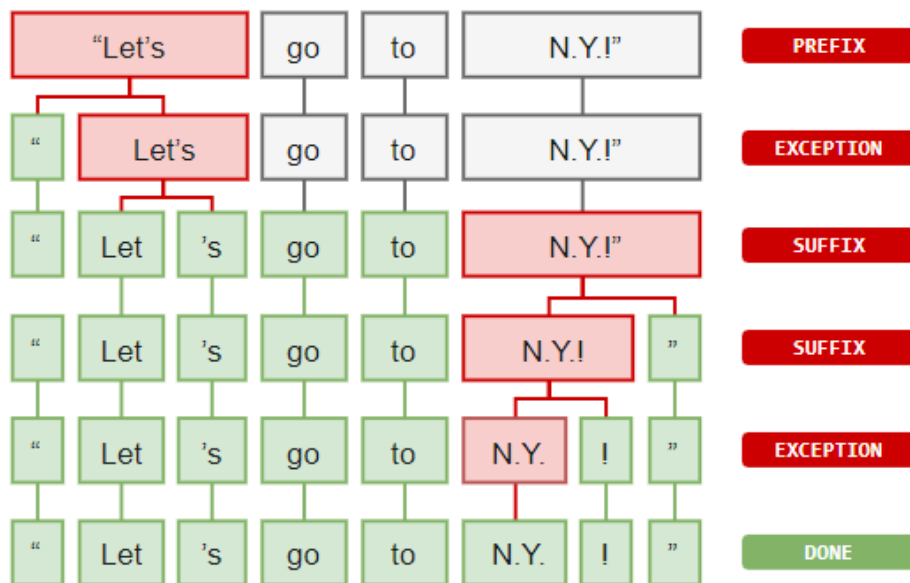 “Let’s go to N.Y.!” PREFIX
“ Let’s go to N.Y.!” EXCEPTION
“ Let ’s go to N.Y.!” SUFFIX
“ Let ’s go to N.Y.! ” SUFFIX
“ Let ’s go to N.Y. ! ” EXCEPTION
“ Let ’s go to N.Y. ! ” DONE